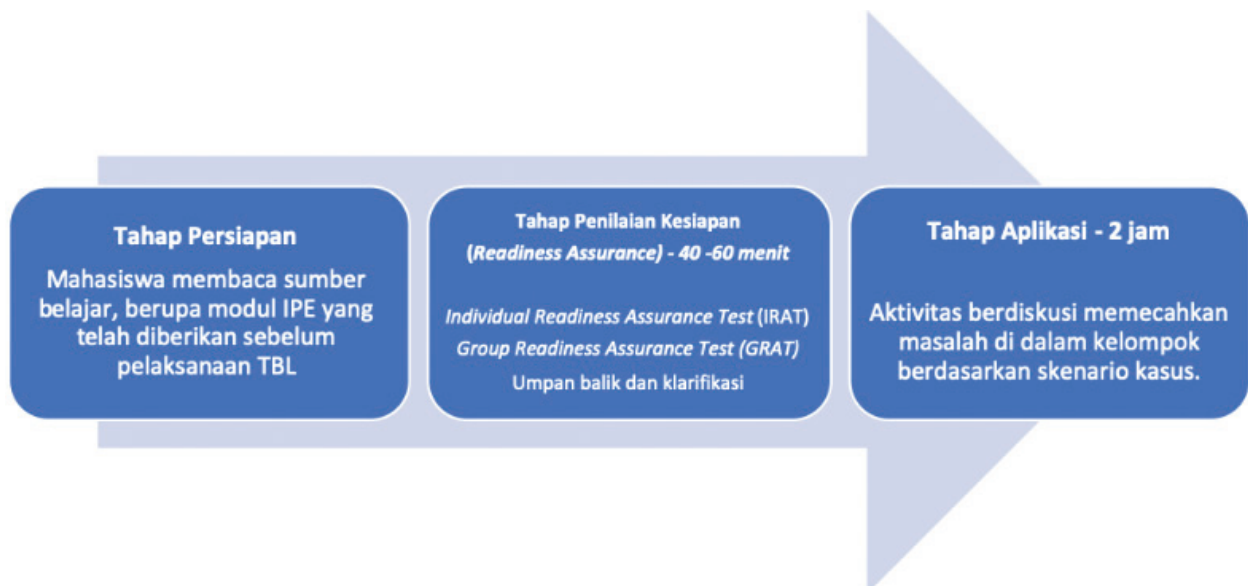 Tahap Persiapan
Mahasiswa membaca sumber
belajar, berupa modul IPE yang
telah diberikan sebelum
pelaksanaan TBL
Tahap Penilaian Kesiapan
(Readiness Assurance) - 40 -60 menit
Individual Readiness Assurance Test (IRAT)
Group Readiness Assurance Test (GRAT)
Umpan balik dan klarifikasi
Tahap Aplikasi - 2 jam
Aktivitas berdiskusi memecahkan
masalah di dalam kelompok
berdasarkan skenario kasus.